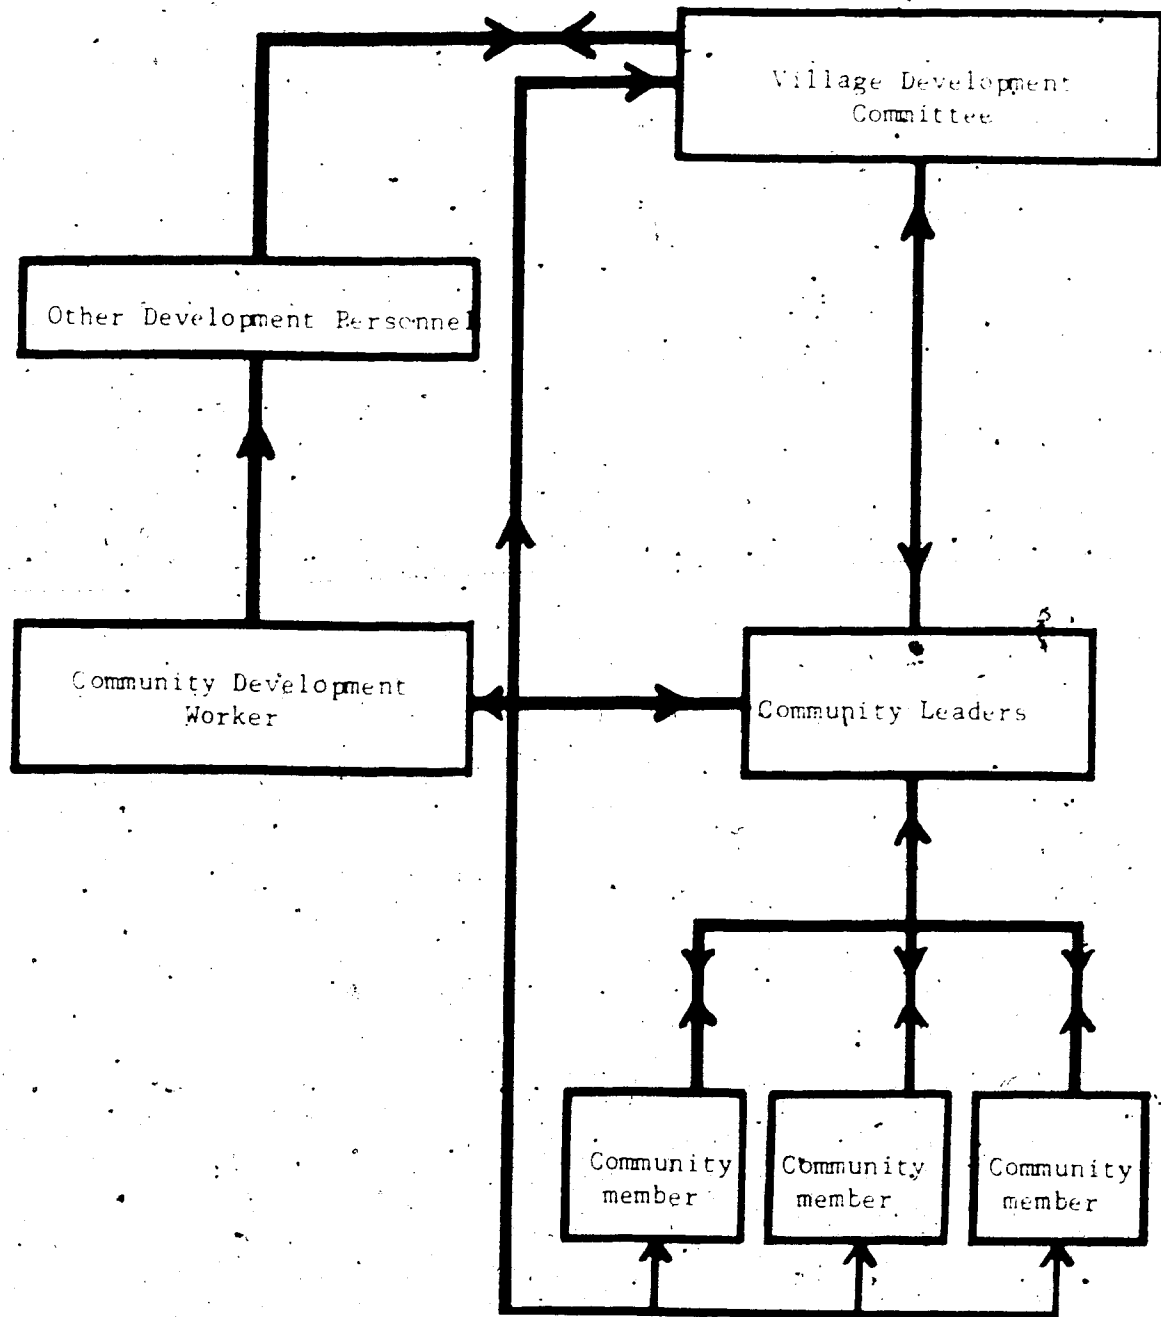 Village Development
Committee
Other Development Personnel
Community Development
Worker
Community Leaders
Community
member
Community
member
Community
member